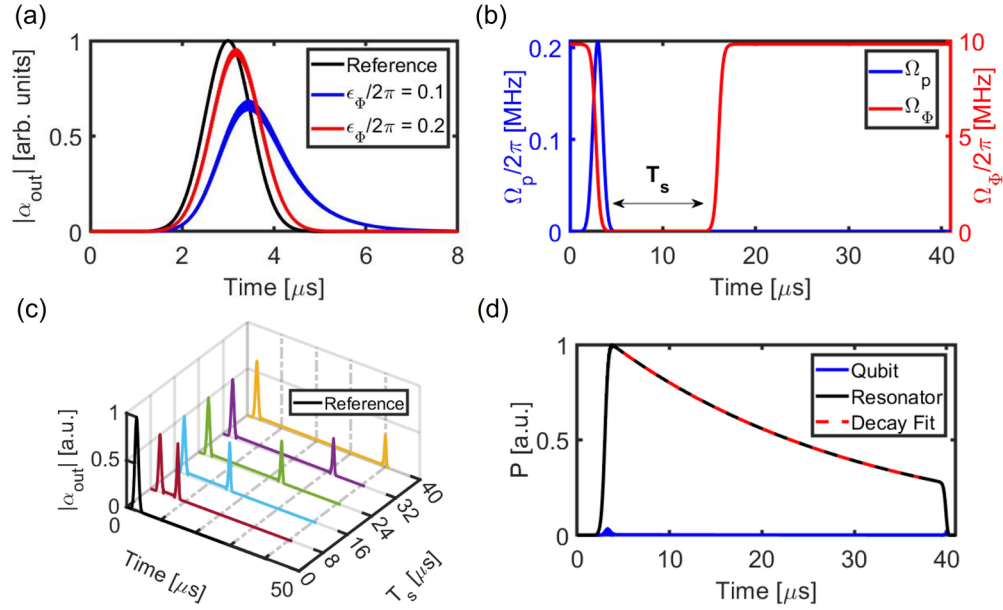 (a)
|α_out| [arb. units]
1
0.5
0
0 2 4 6 8
Time [μs]
Reference
ϵ_Φ/2π = 0.1
ϵ_Φ/2π = 0.2
(b)
Ω_p/2π [MHz]
0.2
0.1
0
0 10 20 30 40
Time [μs]
T_s
Ω_p
Ω_Φ
10
5
0
Ω_Φ/2π [MHz]
(c)
|α_out| [a.u.]
1
0.5
0
0
50
Time [μs]
0
8
16
24
32
40
T_s [μs]
Reference
(d)
P [a.u.]
1
0.5
0
0 10 20 30 40
Time [μs]
Qubit
Resonator
Decay Fit